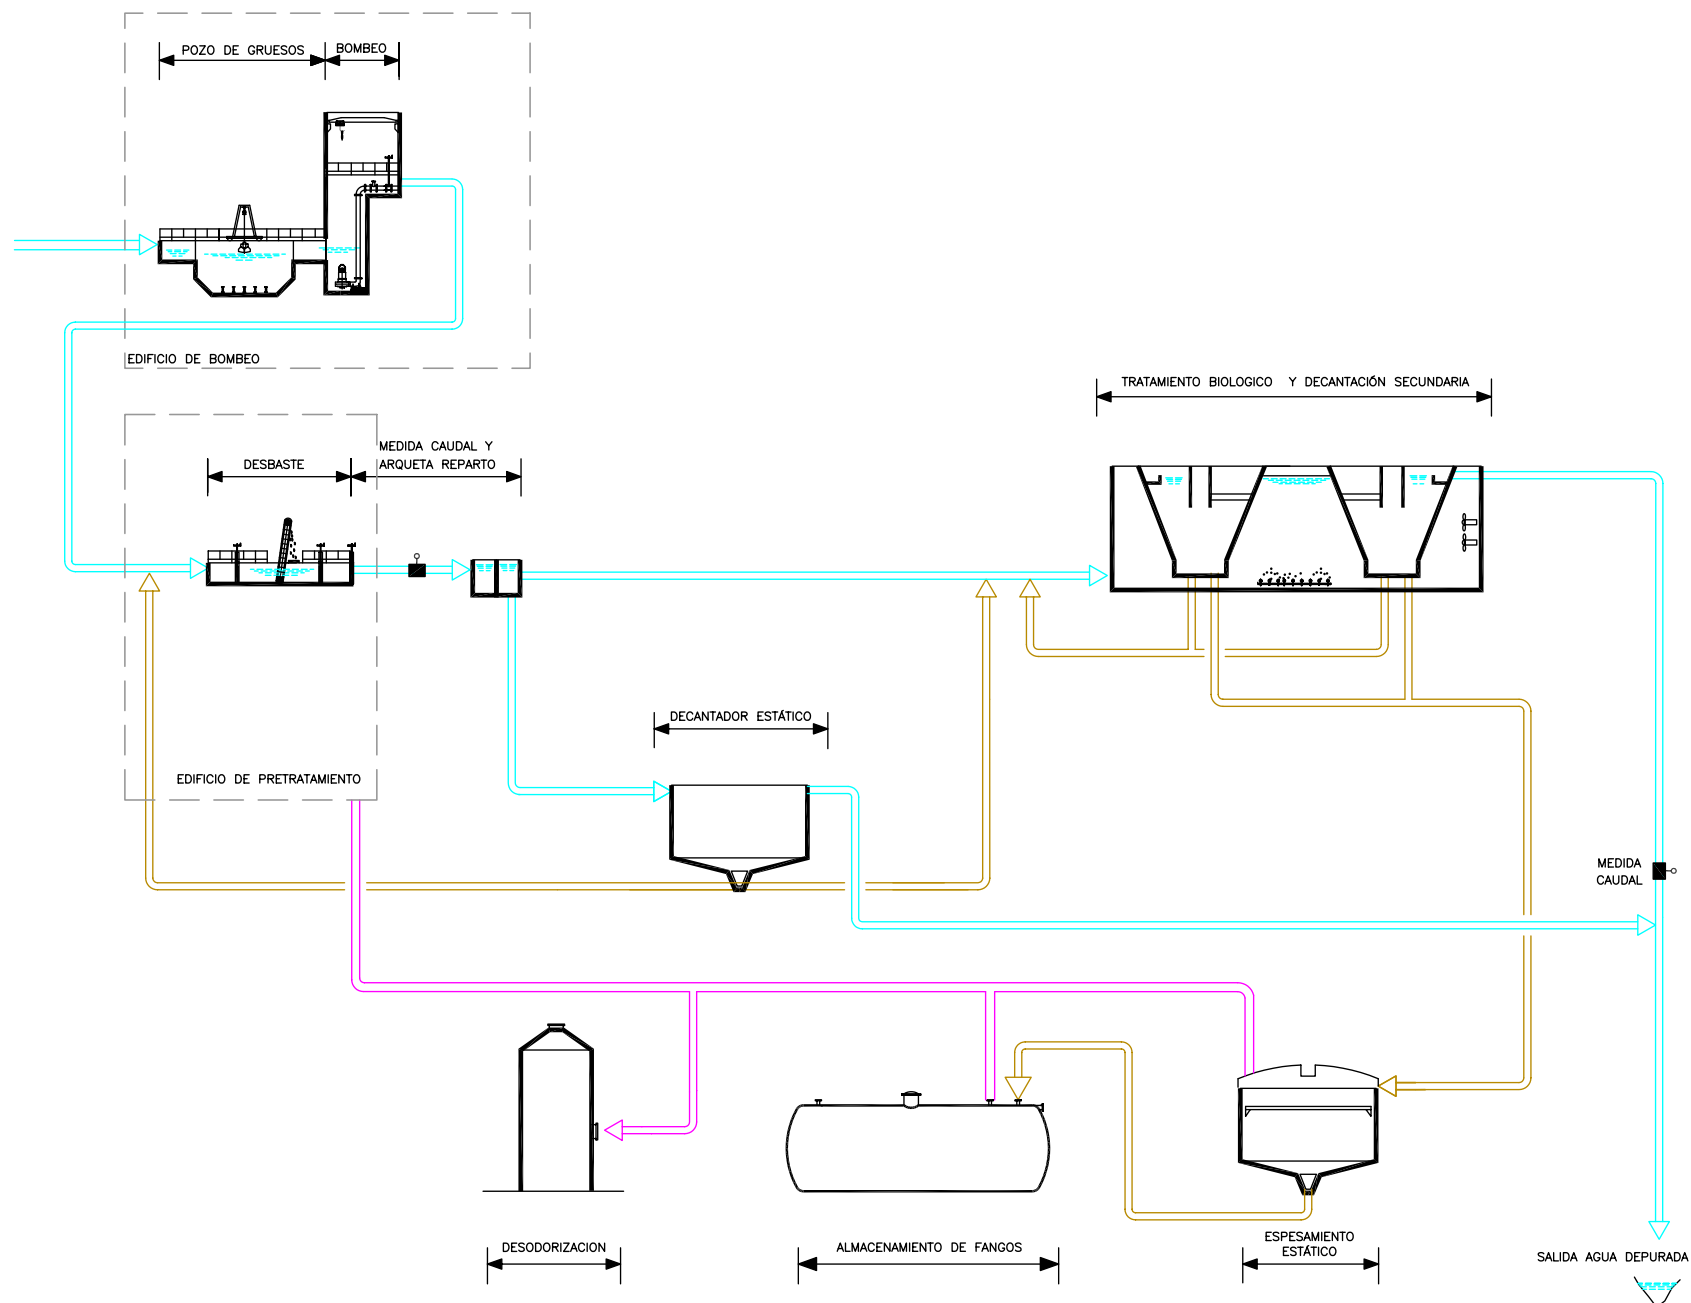 POZO DE GRUESOS
BOMBEO
EDIFICIO DE BOMBEO
TRATAMIENTO BIOLOGICO Y DECANTACIÓN SECUNDARIA
MEDIDA CAUDAL Y
ARQUETA REPARTO
DESBASTE
DECANTADOR ESTÁTICO
EDIFICIO DE PRETRATAMIENTO
MEDIDA
CAUDAL
DESODORIZACION
ALMACENAMIENTO DE FANGOS
ESPESAMIENTO
ESTÁTICO
SALIDA AGUA DEPURADA